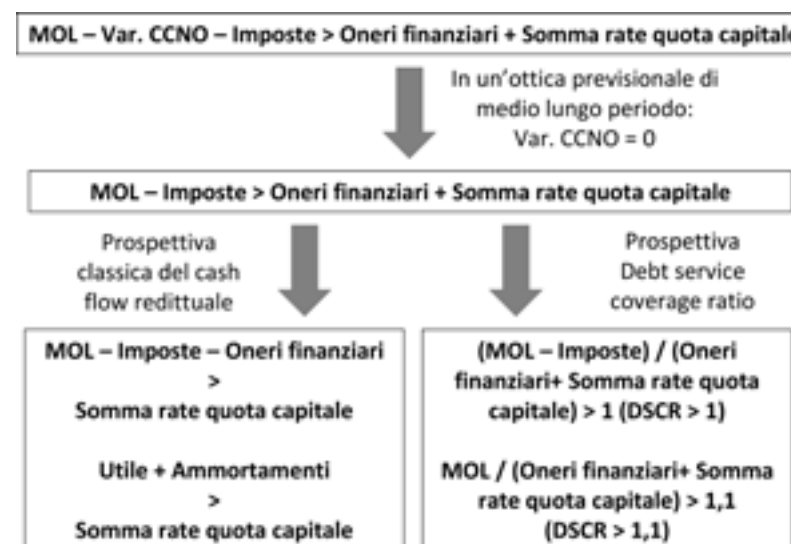 MOL – Var. CCNO – Imposte > Oneri finanziari + Somma rate quota capitale
In un'ottica previsionale di
medio lungo periodo:
Var. CCNO = 0
MOL – Imposte > Oneri finanziari + Somma rate quota capitale
Prospettiva
classica del cash
flow redittuale
Prospettiva
Debt service
coverage ratio
MOL – Imposte – Oneri finanziari
>
Somma rate quota capitale
Utile + Ammortamenti
>
Somma rate quota capitale
(MOL – Imposte) / (Oneri
finanziari+ Somma rate quota
capitale) > 1 (DSCR > 1)
MOL / (Oneri finanziari+ Somma
rate quota capitale) > 1,1
(DSCR > 1,1)